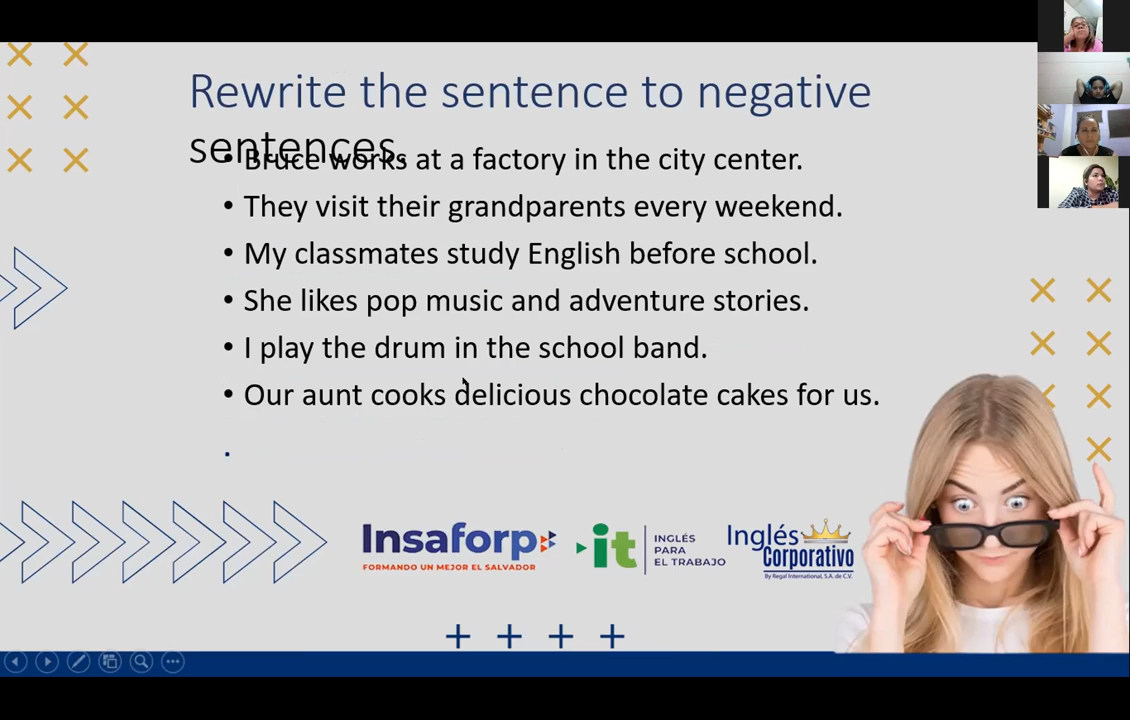 Rewrite the sentence to negative
sentences.
• Bruce works at a factory in the city center.
• They visit their grandparents every weekend.
• My classmates study English before school.
• She likes pop music and adventure stories.
• I play the drum in the school band.
• Our aunt cooks delicious chocolate cakes for us.
.
Insaforp
FORMANDO UN MEJOR EL SALVADOR
it
INGLÉS
PARA
EL TRABAJO
Inglés
Corporativo
By Regal International, S.A. de C.V.